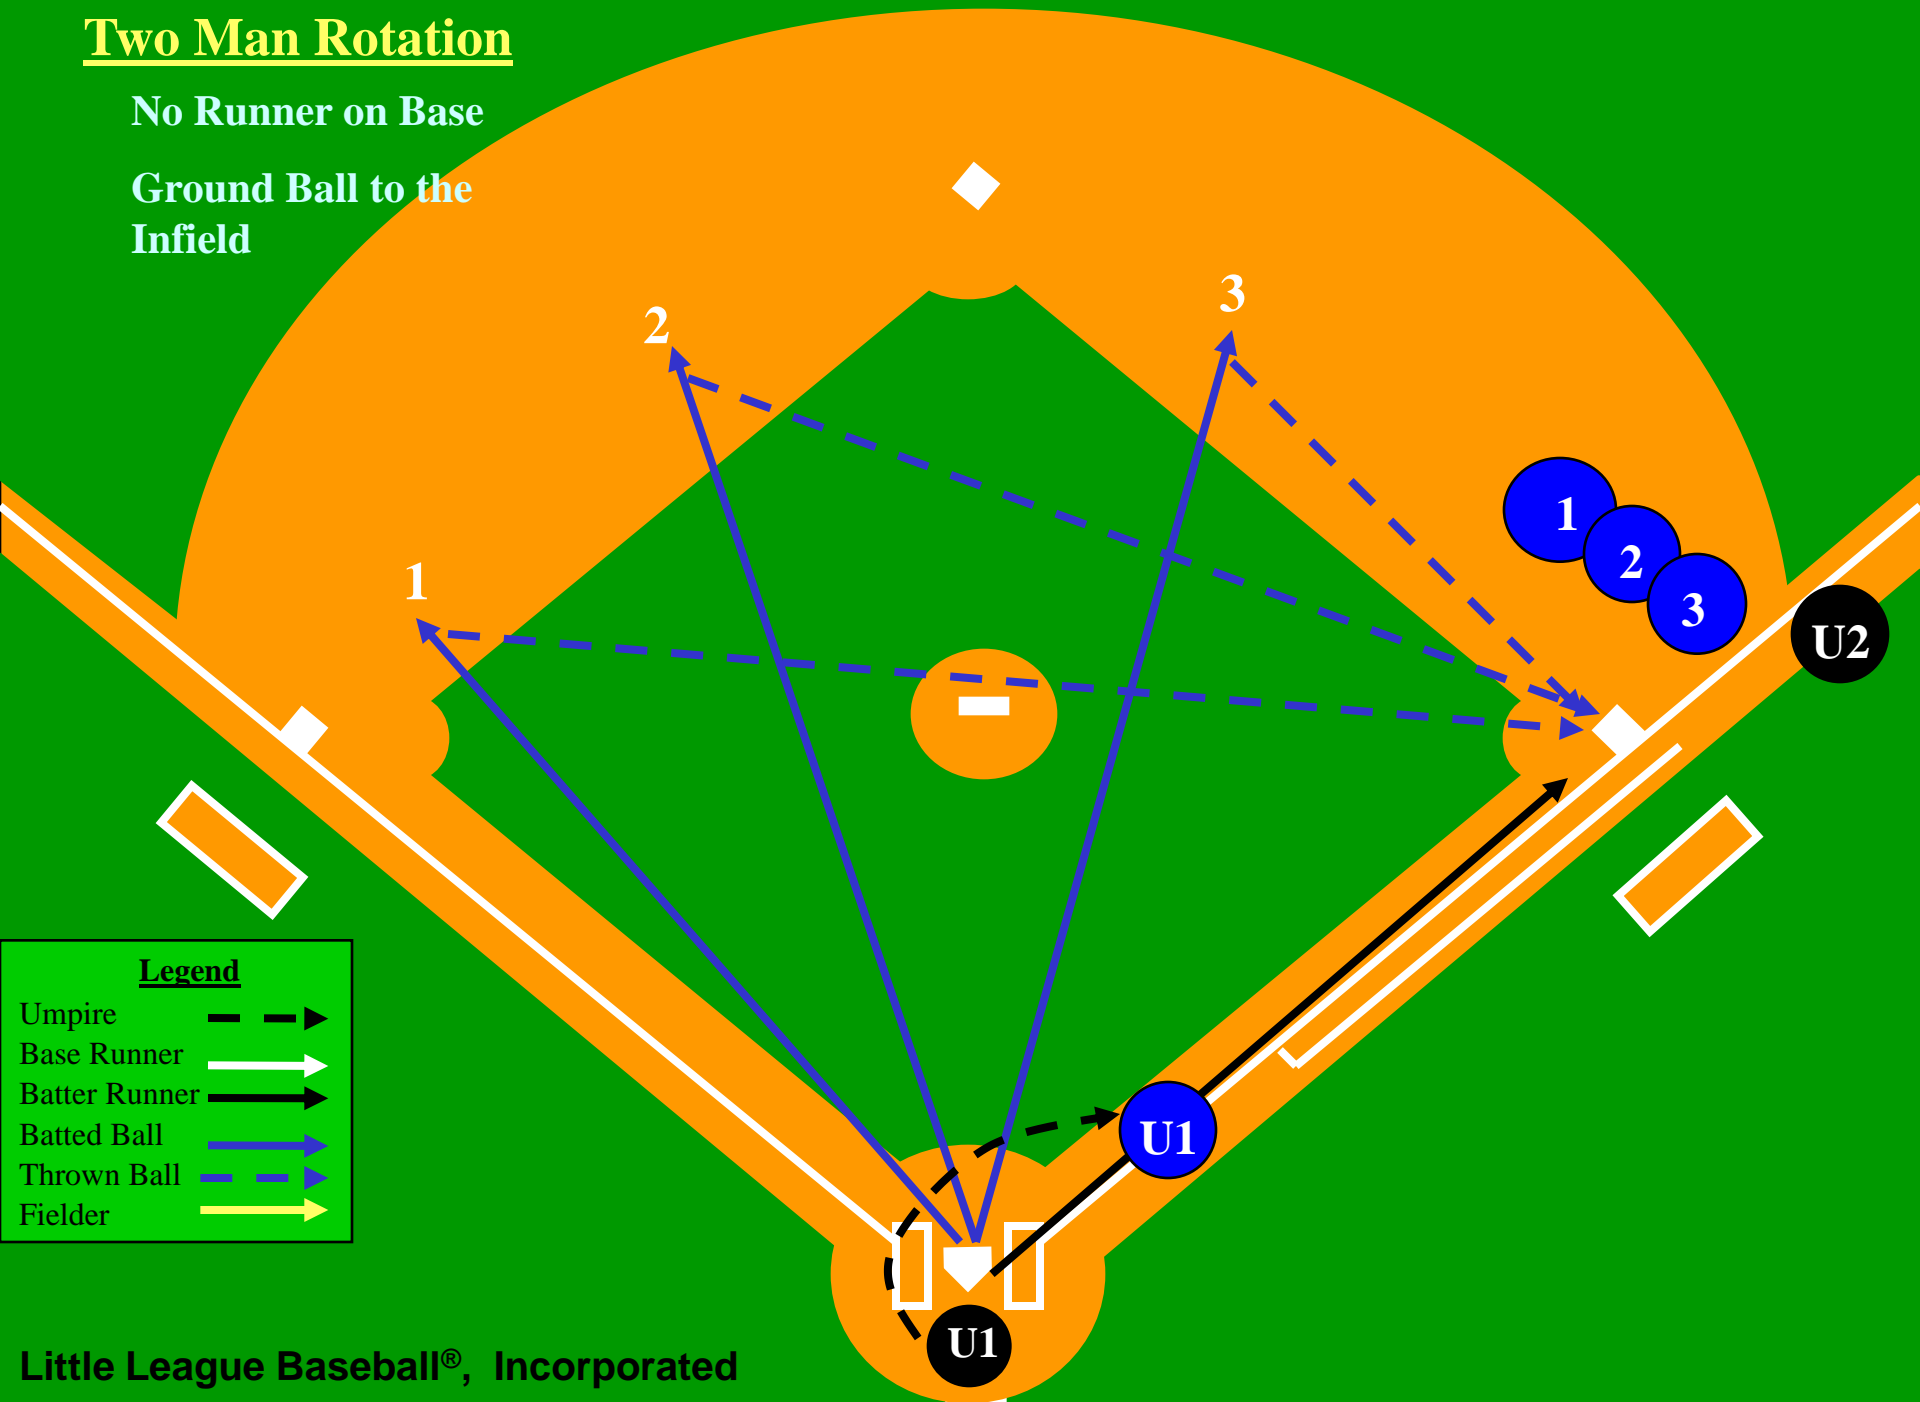 Two Man Rotation
No Runner on Base
Ground Ball to the
Infield
3
2
1
1
2
3
U2
Legend
Umpire
Base Runner
Batter Runner
Batted Ball
Thrown Ball
Fielder
U1
U1
Little League Baseball®, Incorporated